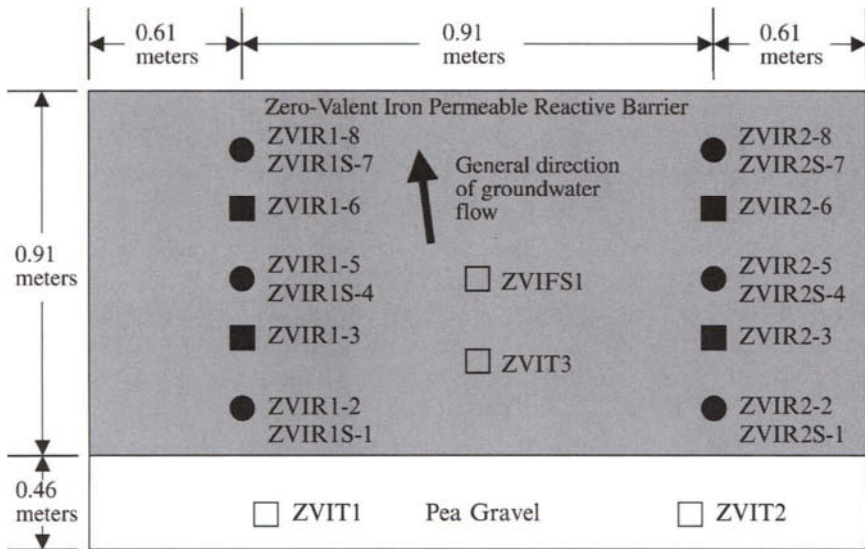 0.61
meters
0.91
meters
0.61
meters
Zero-Valent Iron Permeable Reactive Barrier
ZVIR1-8
ZVIR1S-7
ZVIR2-8
ZVIR2S-7
General direction
of groundwater
flow
ZVIR1-6
ZVIR2-6
0.91
meters
ZVIR1-5
ZVIR1S-4
ZVIFS1
ZVIR2-5
ZVIR2S-4
ZVIR1-3
ZVIR2-3
ZVIT3
ZVIR1-2
ZVIR1S-1
ZVIR2-2
ZVIR2S-1
0.46
meters
ZVIT1
Pea Gravel
ZVIT2